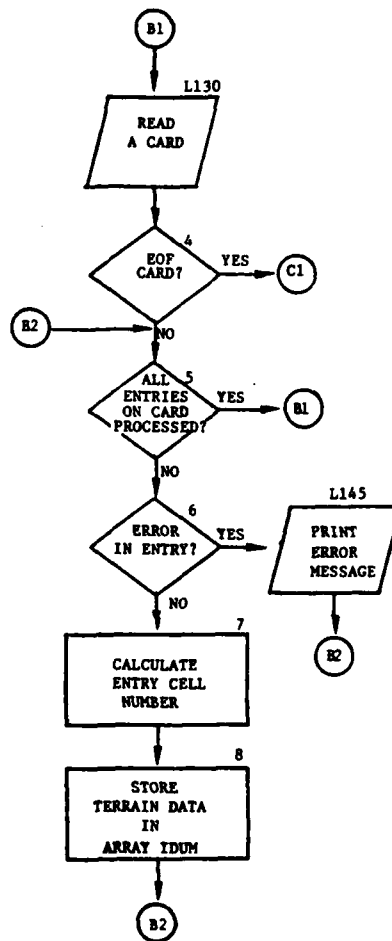 B1
L130
READ
A CARD
4
EOF
CARD?
YES
C1
B2
NO
ALL 5
ENTRIES
ON CARD
PROCESSED?
YES
B1
NO
6
ERROR
IN ENTRY?
YES
L145
PRINT
ERROR
MESSAGE
B2
NO
7
CALCULATE
ENTRY CELL
NUMBER
8
STORE
TERRAIN DATA
IN
ARRAY IDUM
B2